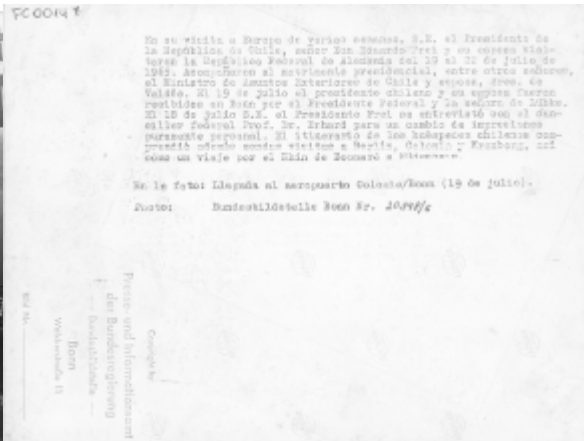 FC0014
En su visita a Europa de varias semanas, S.E. el Presidente de
la República de Chile, señor Don Eduardo Frei y su esposa visi-
taron la República Federal de Alemania del 19 al 22 de julio de
1965. Acompañaron al matrimonio presidencial, entre otros señores,
el Ministro de Asuntos Exteriores de Chile y esposa, Sres. de
Valdés. El 19 de julio el presidente chileno y su esposa fueron
recibidos en Bonn por el Presidente Federal y la señora de Lübke.
El de julio S.E. el Presidente Frei se entrevistó con el can-
ciller federal Prof. Dr. Erhard para un cambio de impresiones
puramente personal. El itinerario de los huéspedes chilenos com-
prendió además sendas visitas a Berlín, Colonia y así
como un viaje por el Rhin de a
En la foto: Llegada al aeropuerto Colonia/Bonn (19 de julio).
Photo: Bundesbildstelle Bonn Nr.
Copyright by
Presse- und Informationsamt
der Bundesregierung
— Bundesbildstelle —
Bonn
Welckerstraße 11
Bild Nr.